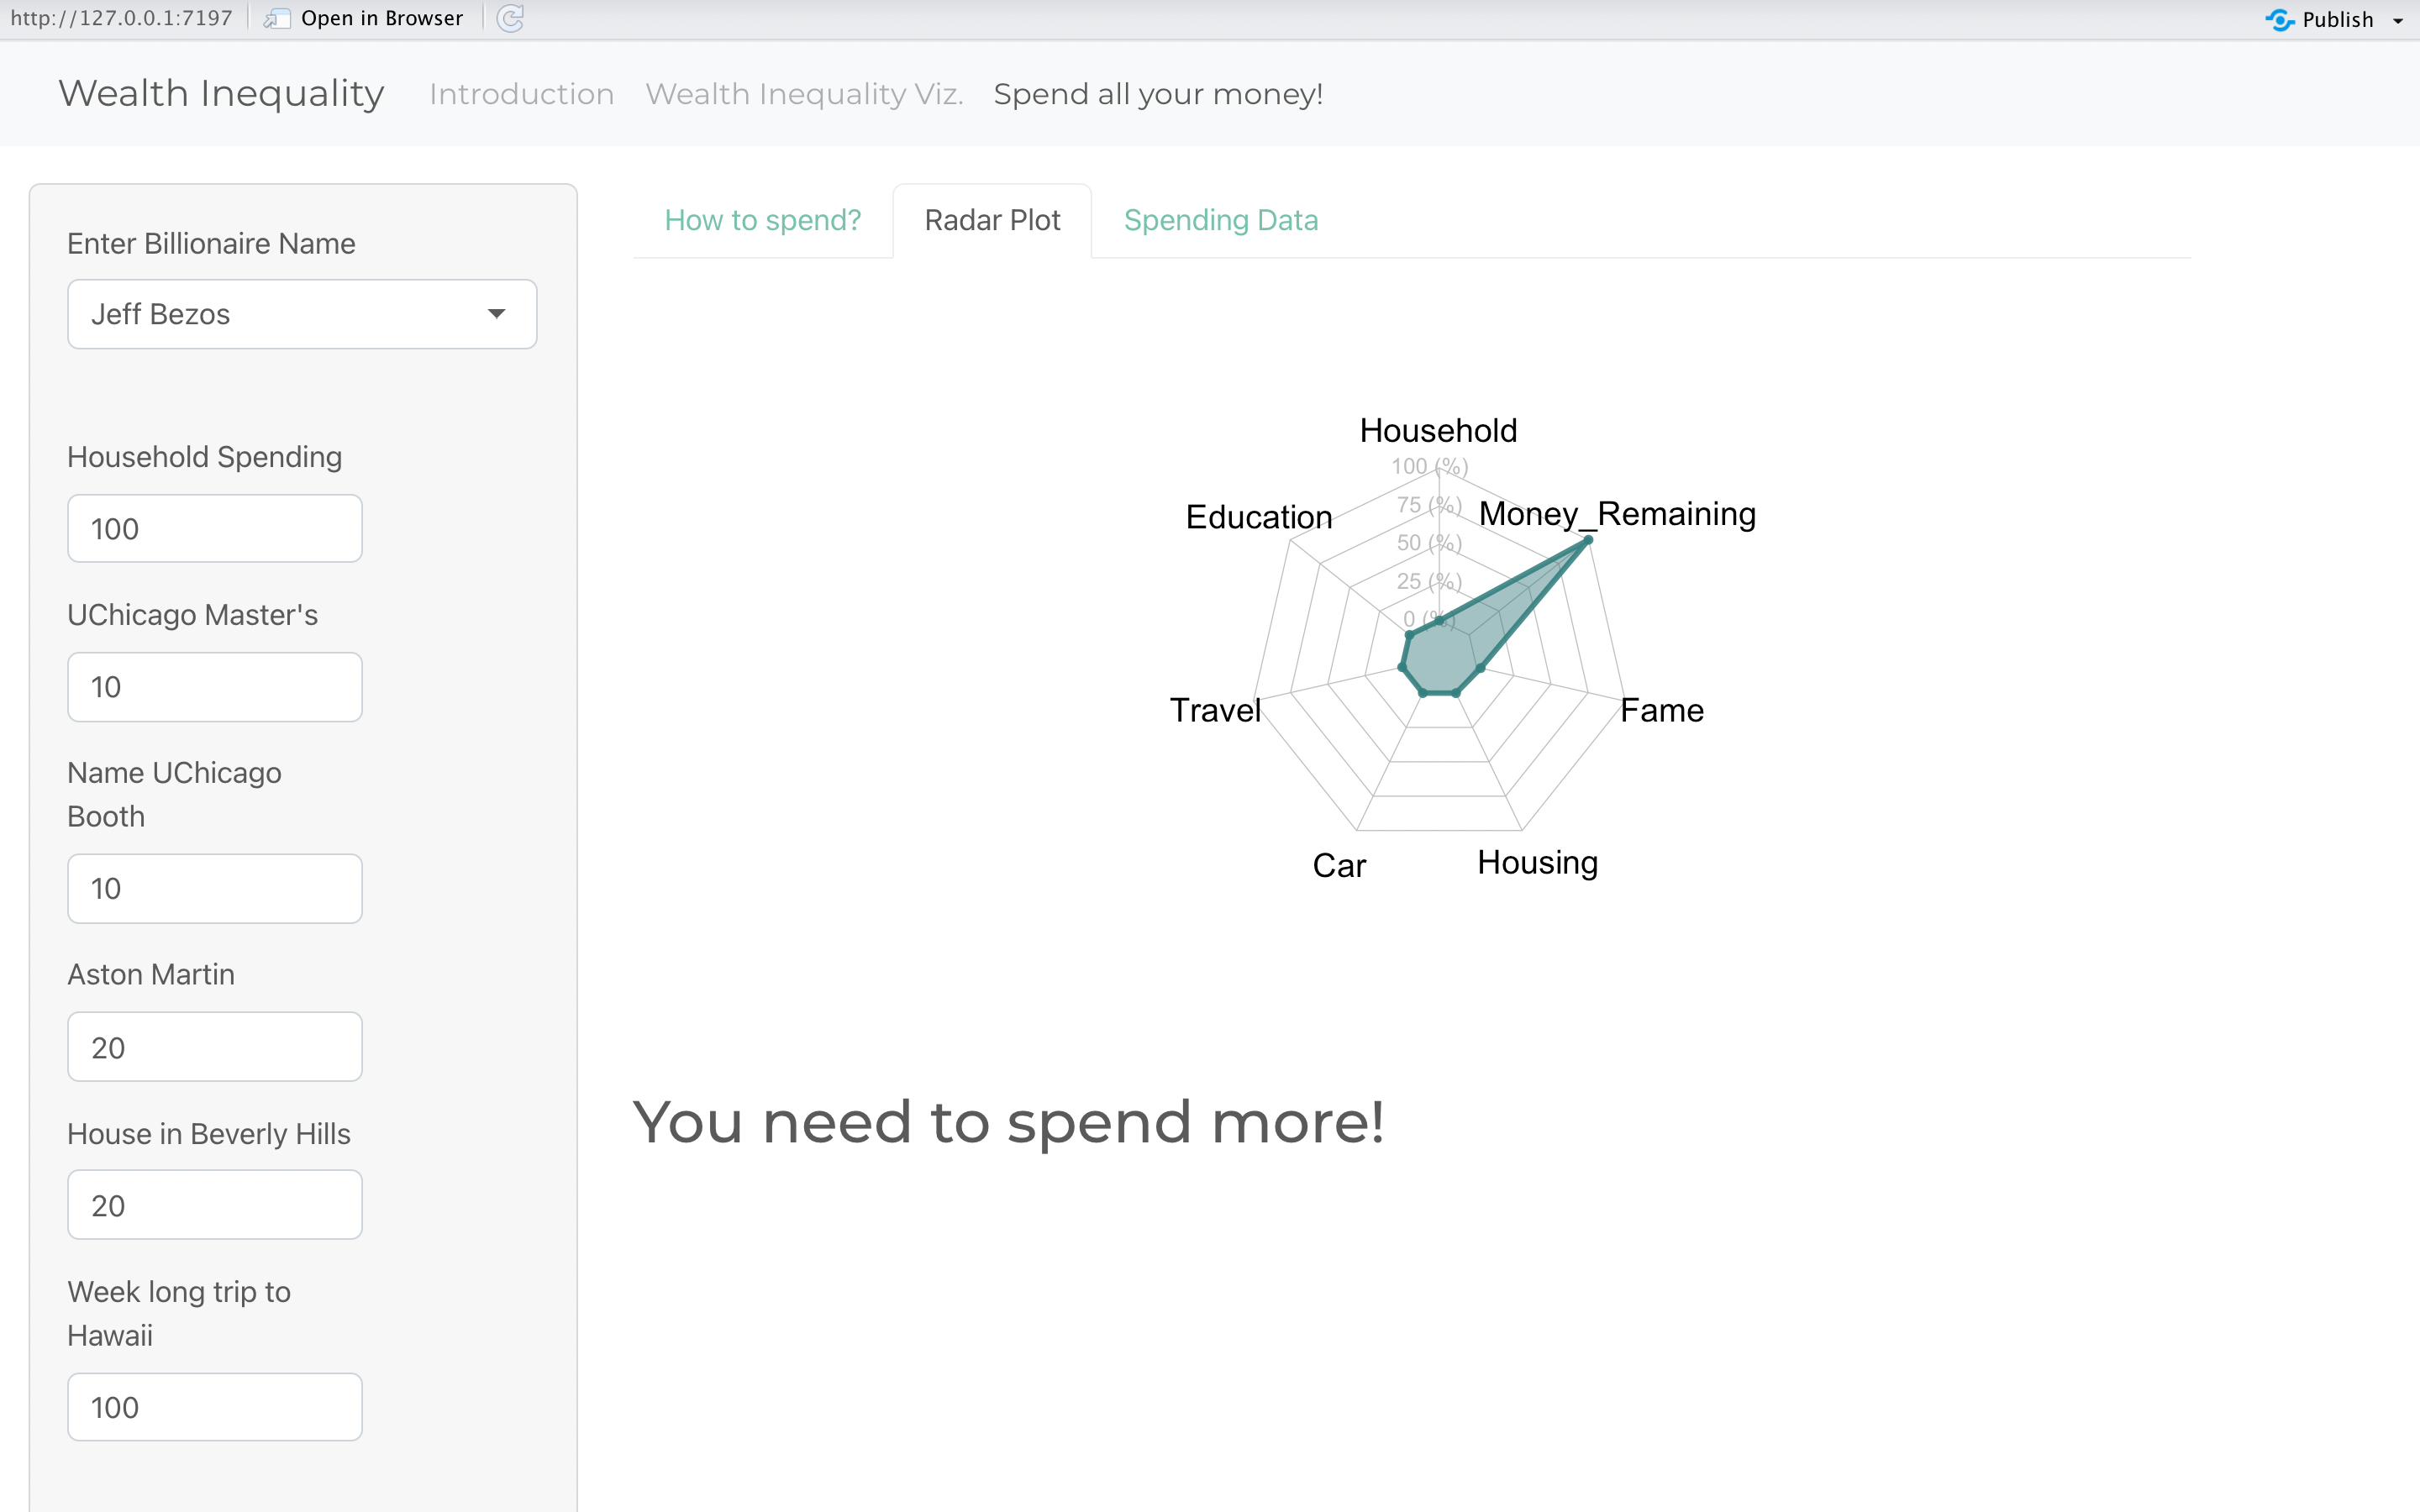 http://127.0.0.1:7197 Open in Browser Publish
Wealth Inequality Introduction Wealth Inequality Viz. Spend all your money!
Enter Billionaire Name
Jeff Bezos
Household Spending
100
UChicago Master's
10
Name UChicago
Booth
10
Aston Martin
20
House in Beverly Hills
20
Week long trip to
Hawaii
100
How to spend? Radar Plot Spending Data
Household
100 (%)
75 (%)
50 (%)
25 (%)
0 (%)
Education
Money_Remaining
Travel
Fame
Car
Housing
You need to spend more!